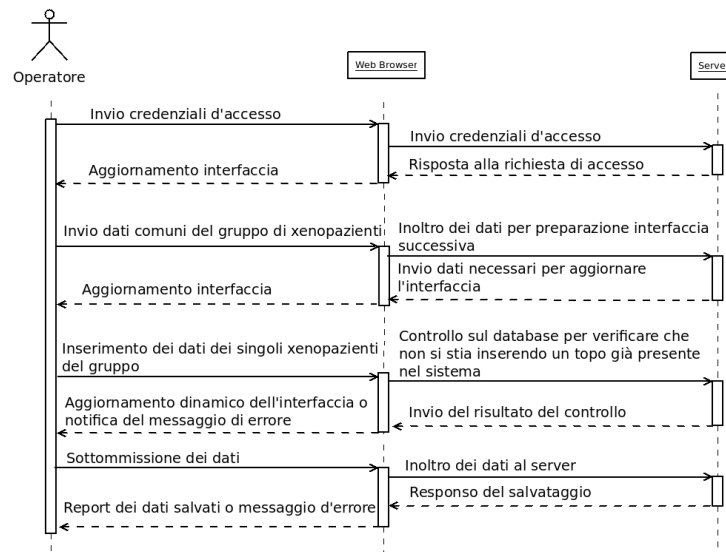 Operatore
Web Browser
Serve
Invio credenziali d'accesso
Invio credenziali d'accesso
Risposta alla richiesta di accesso
Aggiornamento interfaccia
Invio dati comuni del gruppo di xenopazienti
Inoltro dei dati per preparazione interfaccia
successiva
Invio dati necessari per aggiornare
l'interfaccia
Aggiornamento interfaccia
Inserimento dei dati dei singoli xenopazienti
del gruppo
Controllo sul database per verificare che
non si stia inserendo un topo già presente
nel sistema
Aggiornamento dinamico dell'interfaccia o
notifica del messaggio di errore
Invio del risultato del controllo
Sottommissione dei dati
Inoltro dei dati al server
Responso del salvataggio
Report dei dati salvati o messaggio d'errore